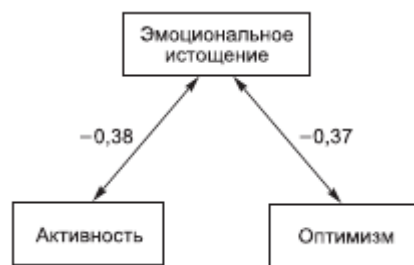 Эмоциональное
истощение
−0,38
−0,37
Активность
Оптимизм